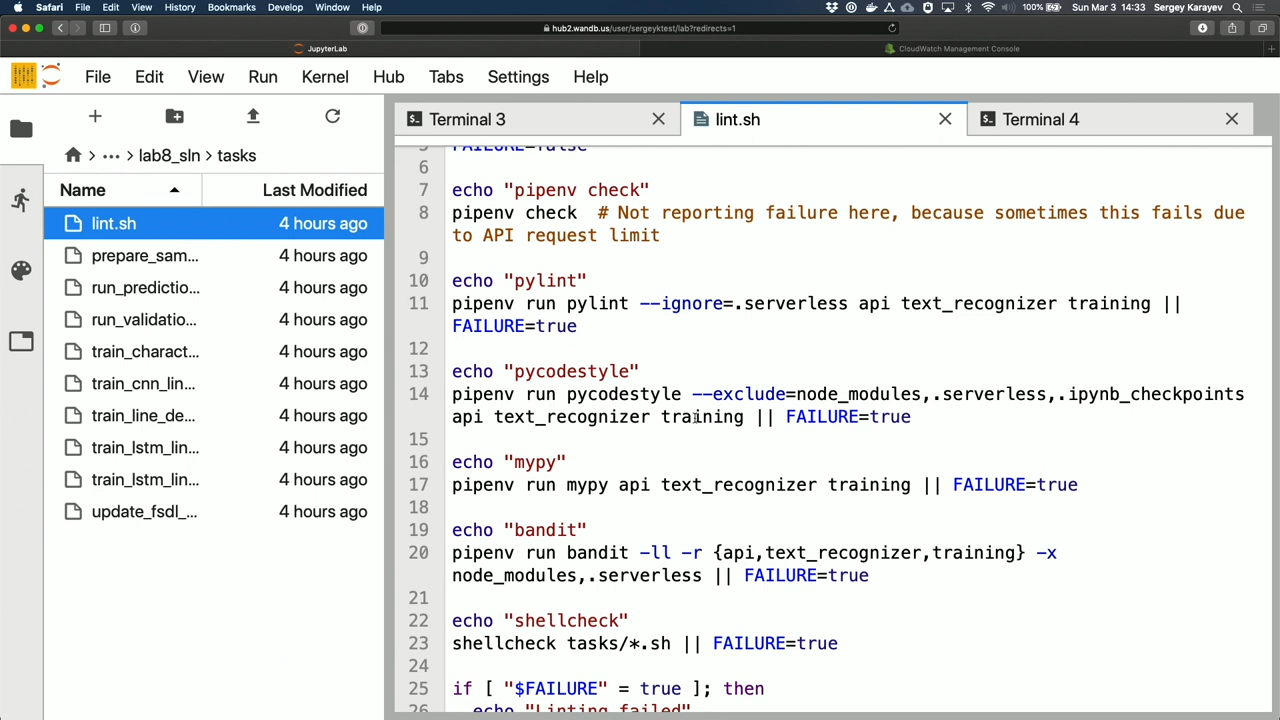 Safari File Edit View History Bookmarks Develop Window Help 100% Sun Mar 3 14:33 Sergey Karayev
hub2.wandb.us/user/sergeyktest/lab?redirects=1
JupyterLab CloudWatch Management Console
File Edit View Run Kernel Hub Tabs Settings Help
Terminal 3 lint.sh Terminal 4
... > lab8_sln > tasks
Name Last Modified
lint.sh 4 hours ago
prepare_sam... 4 hours ago
run_predictio... 4 hours ago
run_validatio... 4 hours ago
train_charact... 4 hours ago
train_cnn_lin... 4 hours ago
train_line_de... 4 hours ago
train_lstm_lin... 4 hours ago
train_lstm_lin... 4 hours ago
update_fsdl_... 4 hours ago
5 FAILURE=false
6
7 echo "pipenv check"
8 pipenv check # Not reporting failure here, because sometimes this fails due
to API request limit
9
10 echo "pylint"
11 pipenv run pylint --ignore=.serverless api text_recognizer training ||
FAILURE=true
12
13 echo "pycodestyle"
14 pipenv run pycodestyle --exclude=node_modules,.serverless,.ipynb_checkpoints
api text_recognizer training || FAILURE=true
15
16 echo "mypy"
17 pipenv run mypy api text_recognizer training || FAILURE=true
18
19 echo "bandit"
20 pipenv run bandit -ll -r {api,text_recognizer,training} -x
node_modules,.serverless || FAILURE=true
21
22 echo "shellcheck"
23 shellcheck tasks/*.sh || FAILURE=true
24
25 if [ "$FAILURE" = true ]; then
26 echo "Linting failed"